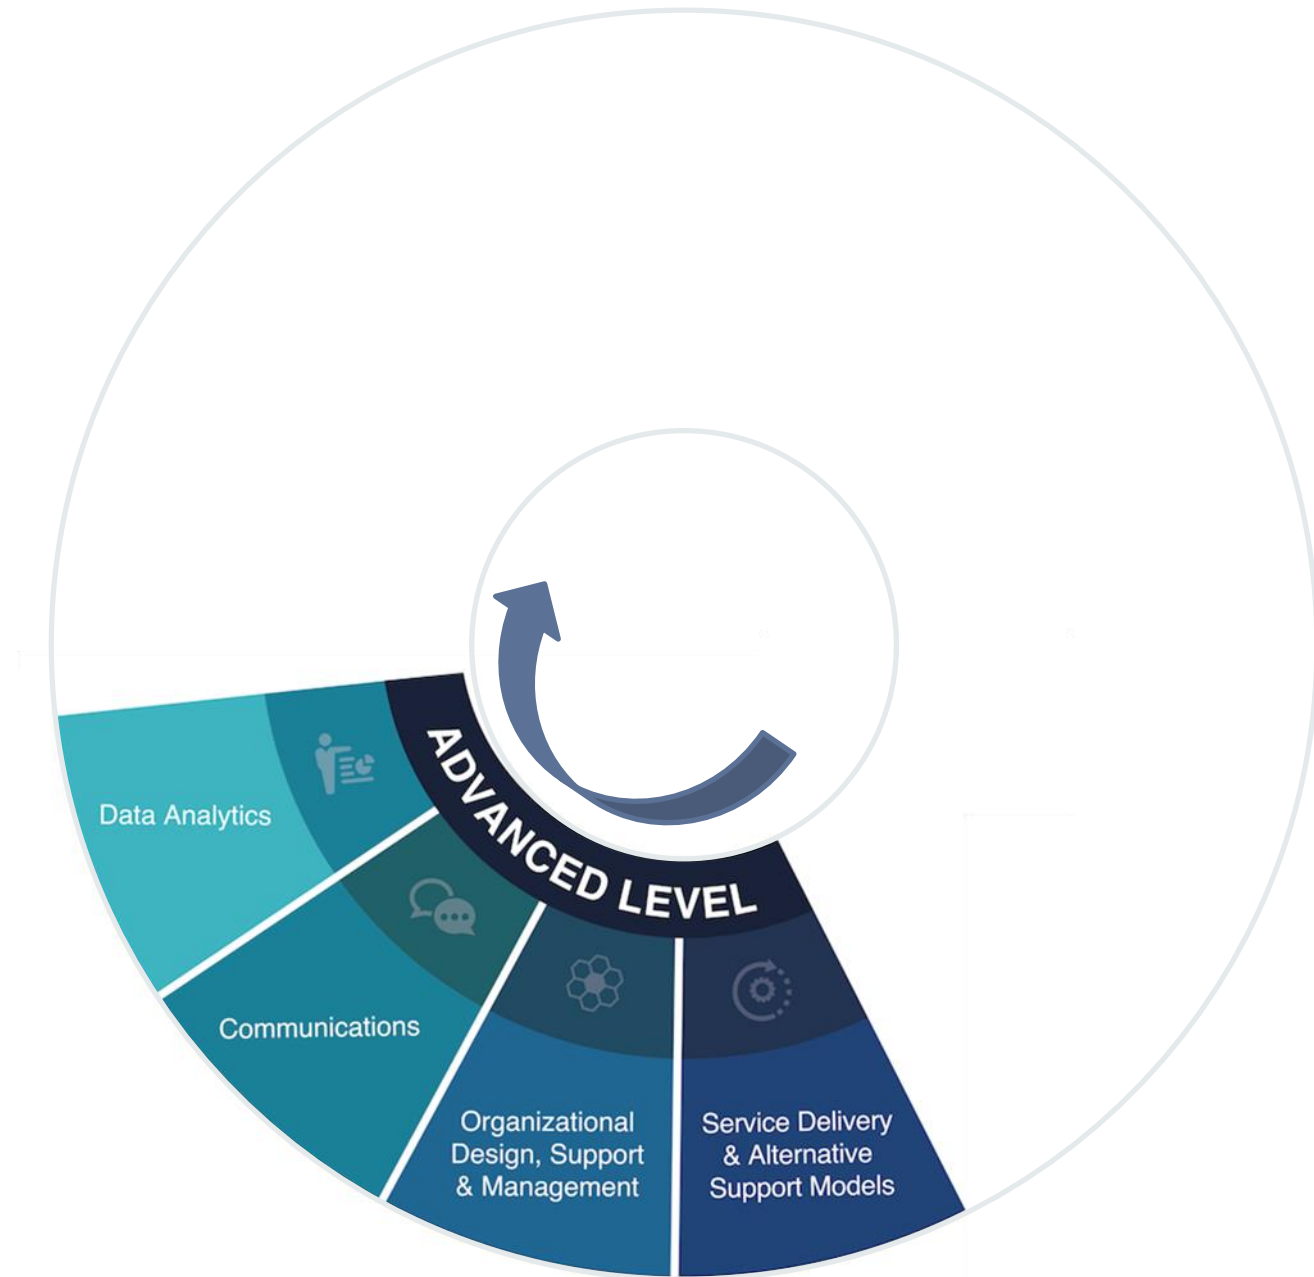 ADVANCED LEVEL
Data Analytics
Communications
Organizational
Design, Support
& Management
Service Delivery
& Alternative
Support Models